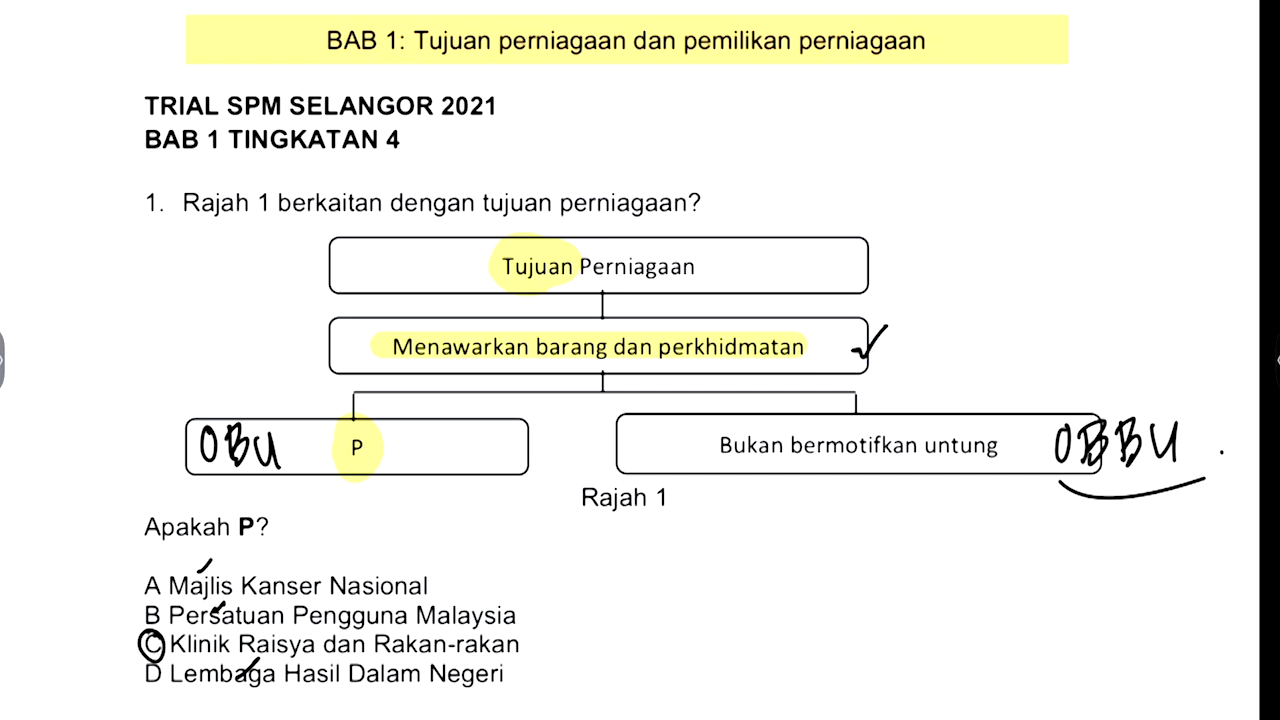 BAB 1: Tujuan perniagaan dan pemilikan perniagaan
TRIAL SPM SELANGOR 2021
BAB 1 TINGKATAN 4
1. Rajah 1 berkaitan dengan tujuan perniagaan?
Tujuan Perniagaan
Menawarkan barang dan perkhidmatan
OBU P
Bukan bermotifkan untung OBBU
Rajah 1
Apakah P?
A Majlis Kanser Nasional
B Persatuan Pengguna Malaysia
C Klinik Raisya dan Rakan-rakan
D Lembaga Hasil Dalam Negeri